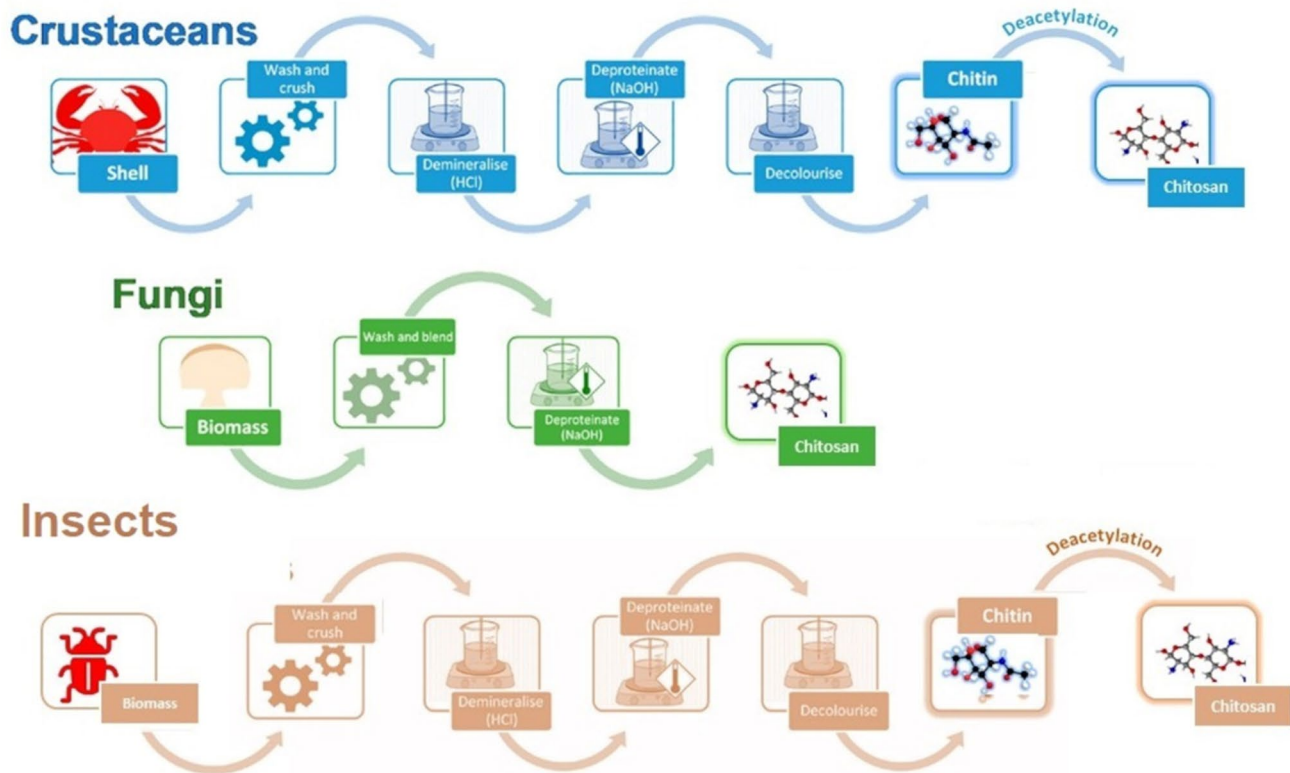 Crustaceans
Deacetylation
Wash and
crush
Deproteinate
(NaOH)
Chitin
Shell
Demineralise
(HCl)
Decolourise
Chitosan
Fungi
Wash and blend
Biomass
Deproteinate
(NaOH)
Chitosan
Insects
Deacetylation
Wash and
crush
Deproteinate
(NaOH)
Chitin
Biomass
Demineralise
(HCl)
Decolourise
Chitosan